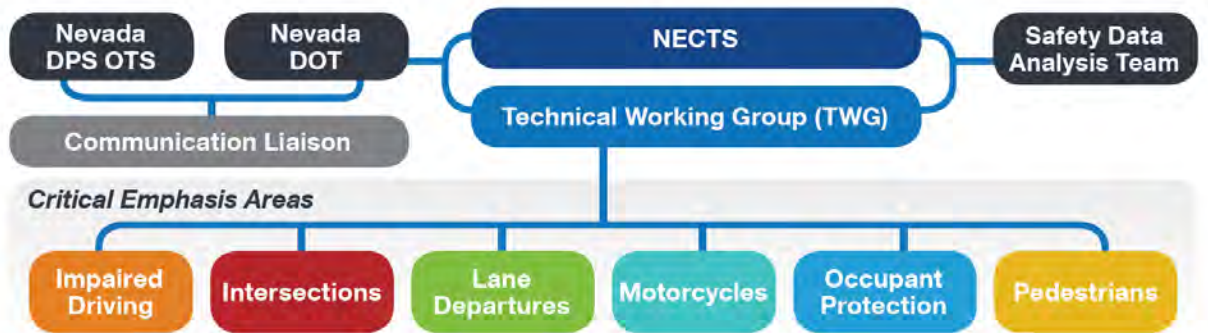 Nevada
DPS OTS
Nevada
DOT
NECTS
Safety Data
Analysis Team
Technical Working Group (TWG)
Communication Liaison
Critical Emphasis Areas
Impaired
Driving
Intersections
Lane
Departures
Motorcycles
Occupant
Protection
Pedestrians